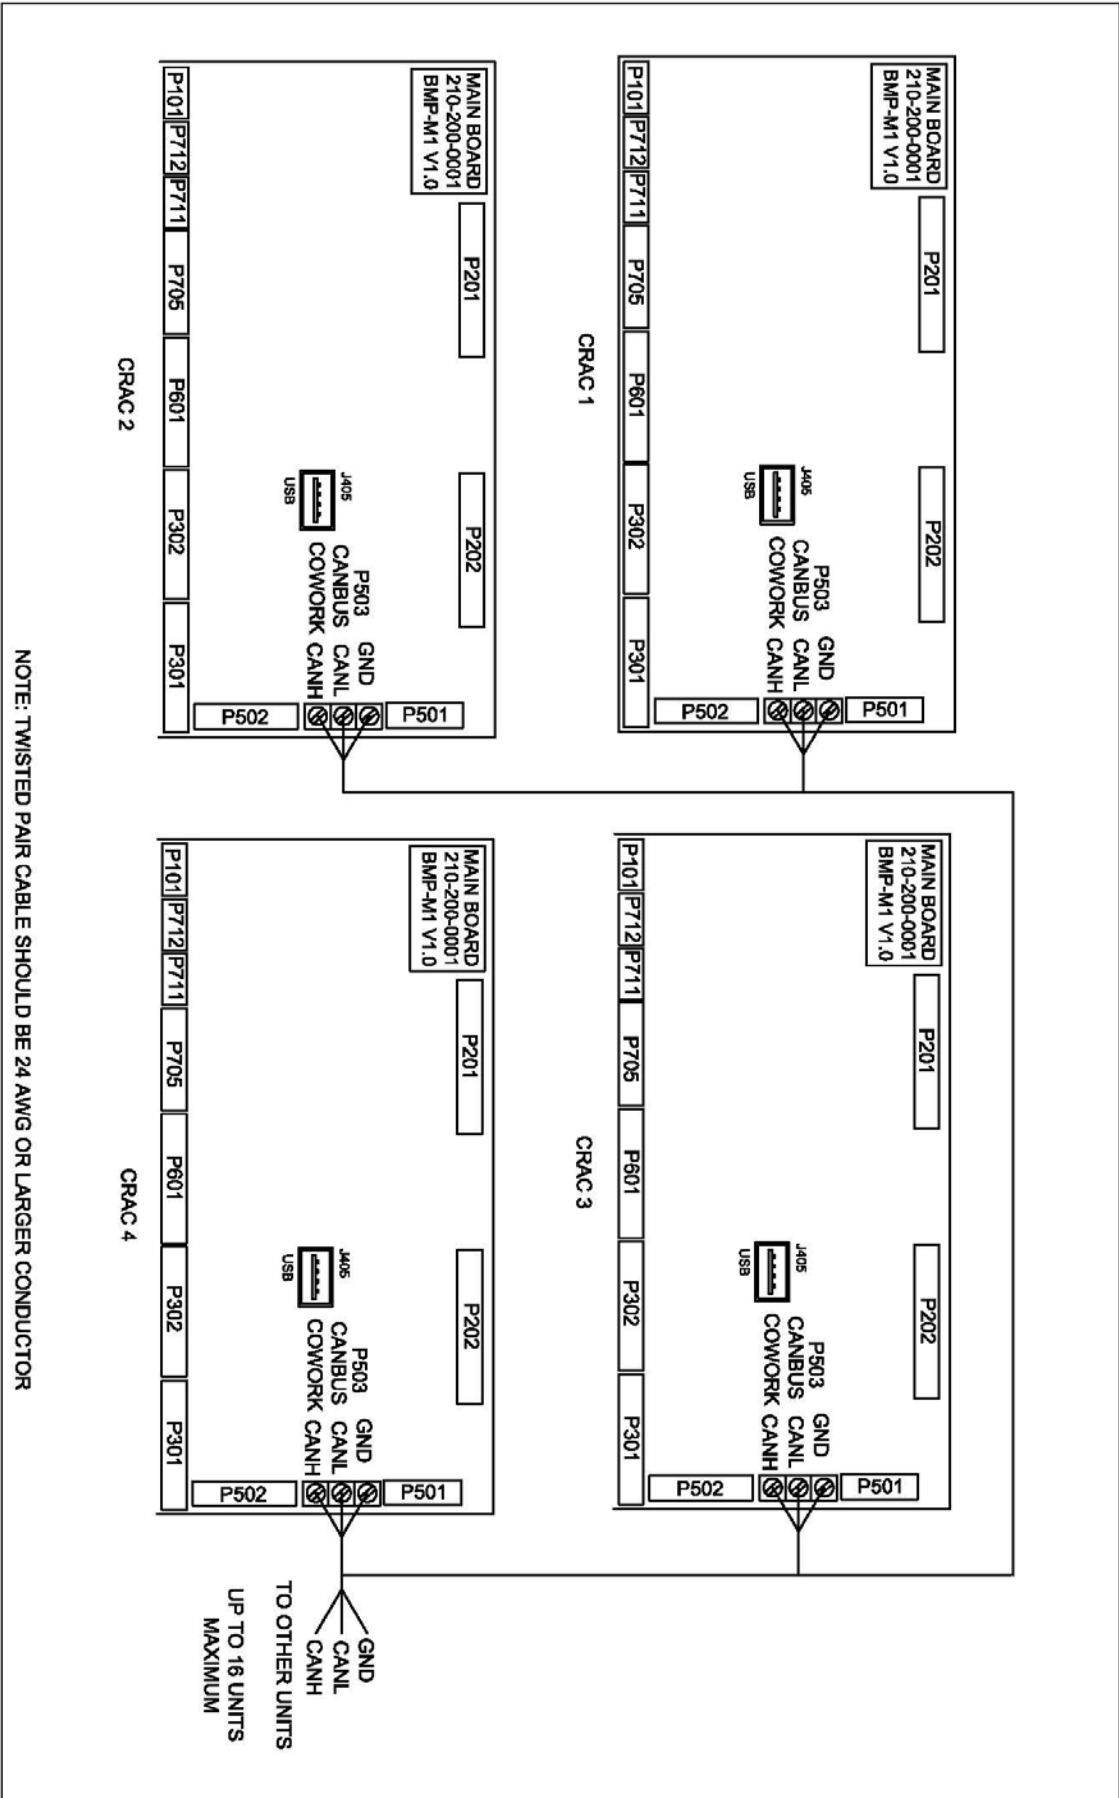 MAIN BOARD
210-200-0001
BMP-M1 V1.0
P201
P202
J405
USB
P503
CANBUS
COWORK
GND
CANL
CANH
P501
P502
P101
P712
P711
P705
P601
P302
P301
CRAC 1
MAIN BOARD
210-200-0001
BMP-M1 V1.0
P201
P202
J405
USB
P503
CANBUS
COWORK
GND
CANL
CANH
P501
P502
P101
P712
P711
P705
P601
P302
P301
CRAC 3
MAIN BOARD
210-200-0001
BMP-M1 V1.0
P201
P202
J405
USB
P503
CANBUS
COWORK
GND
CANL
CANH
P501
P502
P101
P712
P711
P705
P601
P302
P301
CRAC 2
MAIN BOARD
210-200-0001
BMP-M1 V1.0
P201
P202
J405
USB
P503
CANBUS
COWORK
GND
CANL
CANH
P501
P502
P101
P712
P711
P705
P601
P302
P301
CRAC 4
GND
CANL
CANH
TO OTHER UNITS
UP TO 16 UNITS
MAXIMUM
NOTE: TWISTED PAIR CABLE SHOULD BE 24 AWG OR LARGER CONDUCTOR